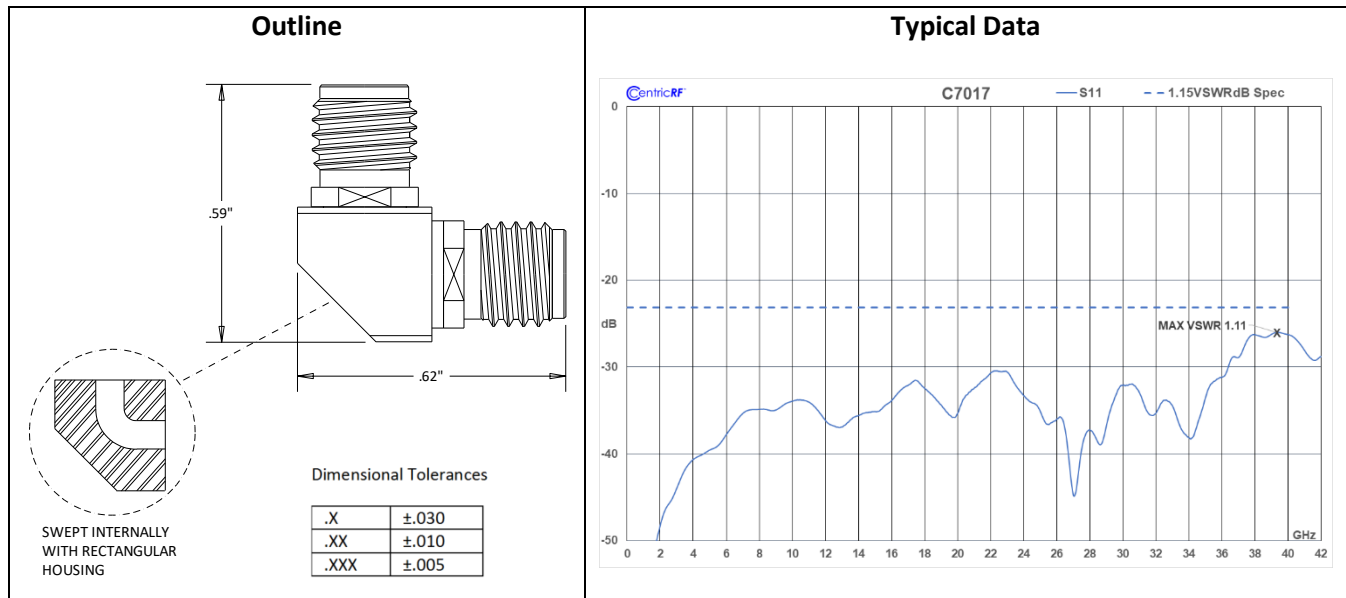 Outline
.59"
.62"
SWEPT INTERNALLY
WITH RECTANGULAR
HOUSING
Dimensional Tolerances
.X ±.030
.XX ±.010
.XXX ±.005
Typical Data
CentricRF
C7017
S11
1.15VSWRdB Spec
0
-10
-20
dB
MAX VSWR 1.11
X
-30
-40
-50
GHz
0 2 4 6 8 10 12 14 16 18 20 22 24 26 28 30 32 34 36 38 40 42